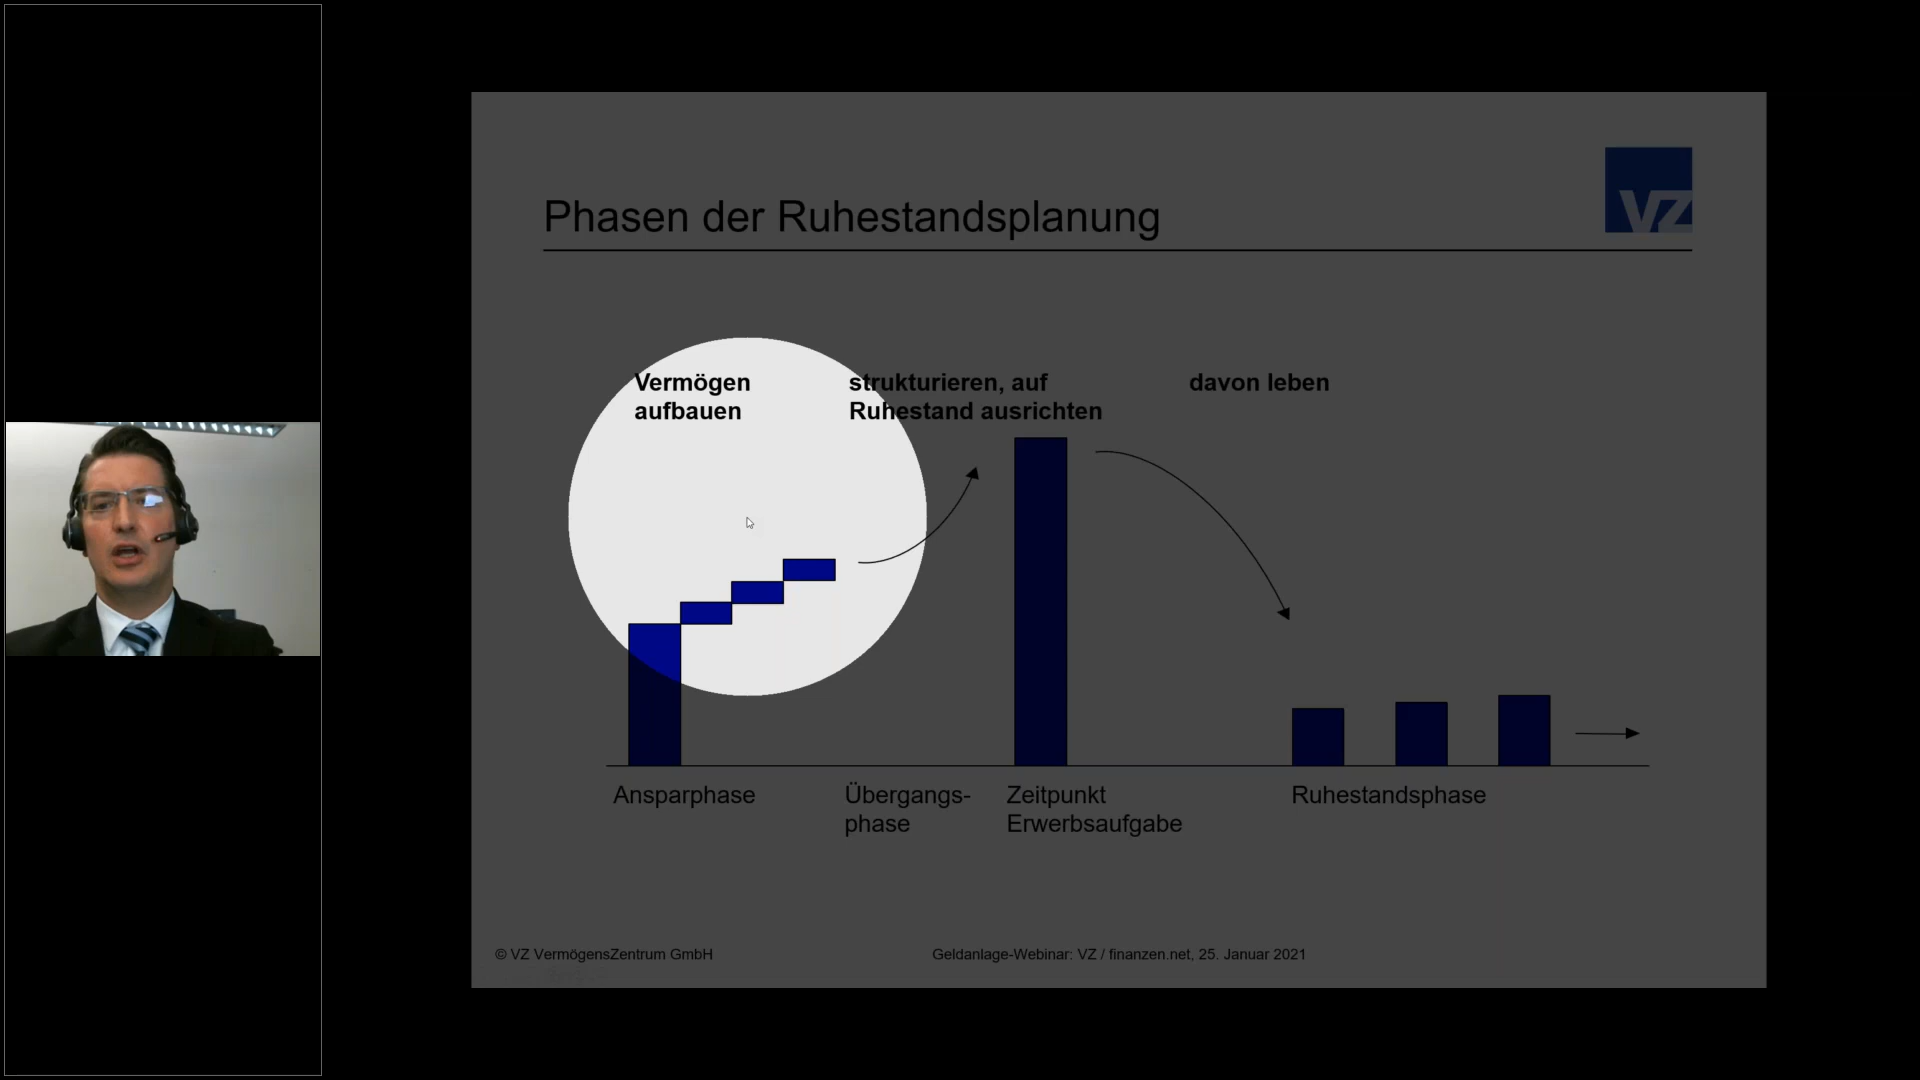 VZ
Phasen der Ruhestandsplanung
Vermögen
aufbauen
strukturieren, auf
Ruhestand ausrichten
davon leben
Ansparphase
Übergangs-
phase
Zeitpunkt
Erwerbsaufgabe
Ruhestandsphase
© VZ VermögensZentrum GmbH
Geldanlage-Webinar: VZ / finanzen.net, 25. Januar 2021